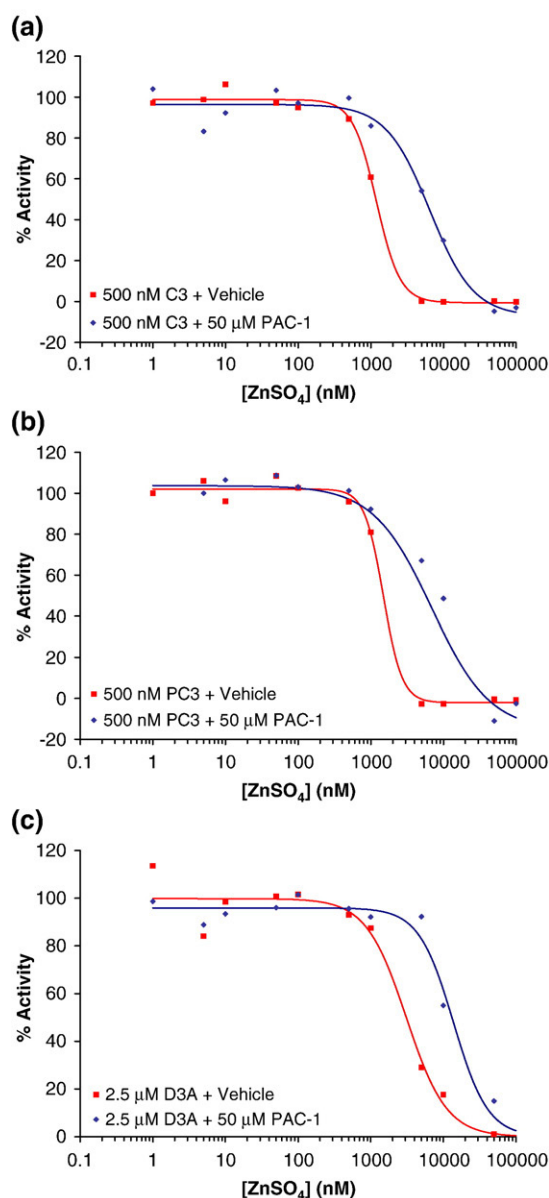 (a)
120
100
80
60
40
20
0
-20
% Activity
500 nM C3 + Vehicle
500 nM C3 + 50 μM PAC-1
0.1 1 10 100 1000 10000 100000
[ZnSO₄] (nM)
(b)
120
100
80
60
40
20
0
-20
% Activity
500 nM PC3 + Vehicle
500 nM PC3 + 50 μM PAC-1
0.1 1 10 100 1000 10000 100000
[ZnSO₄] (nM)
(c)
120
100
80
60
40
20
0
% Activity
2.5 μM D3A + Vehicle
2.5 μM D3A + 50 μM PAC-1
0.1 1 10 100 1000 10000 100000
[ZnSO₄] (nM)